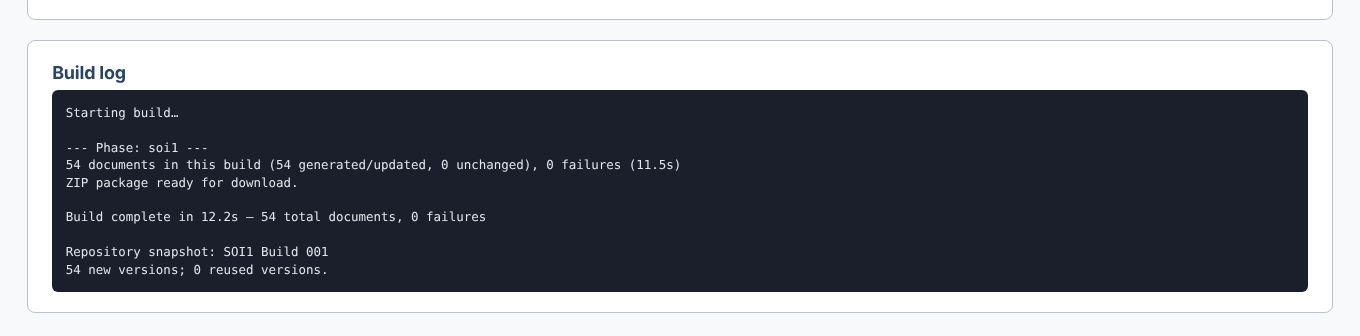 Build log
Starting build…
--- Phase: soi1 ---
54 documents in this build (54 generated/updated, 0 unchanged), 0 failures (11.5s)
ZIP package ready for download.
Build complete in 12.2s — 54 total documents, 0 failures
Repository snapshot: SOI1 Build 001
54 new versions; 0 reused versions.